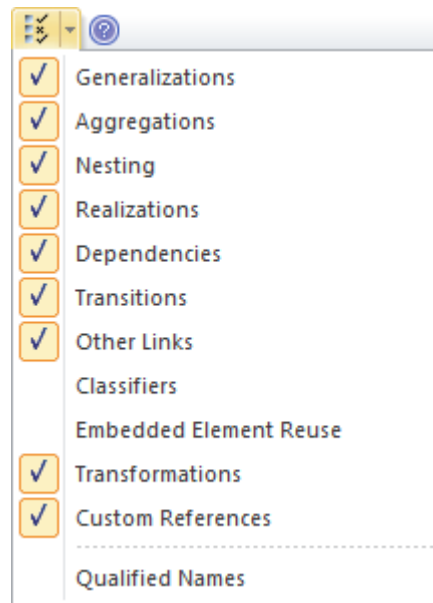 Generalizations
Aggregations
Nesting
Realizations
Dependencies
Transitions
Other Links
Classifiers
Embedded Element Reuse
Transformations
Custom References
Qualified Names